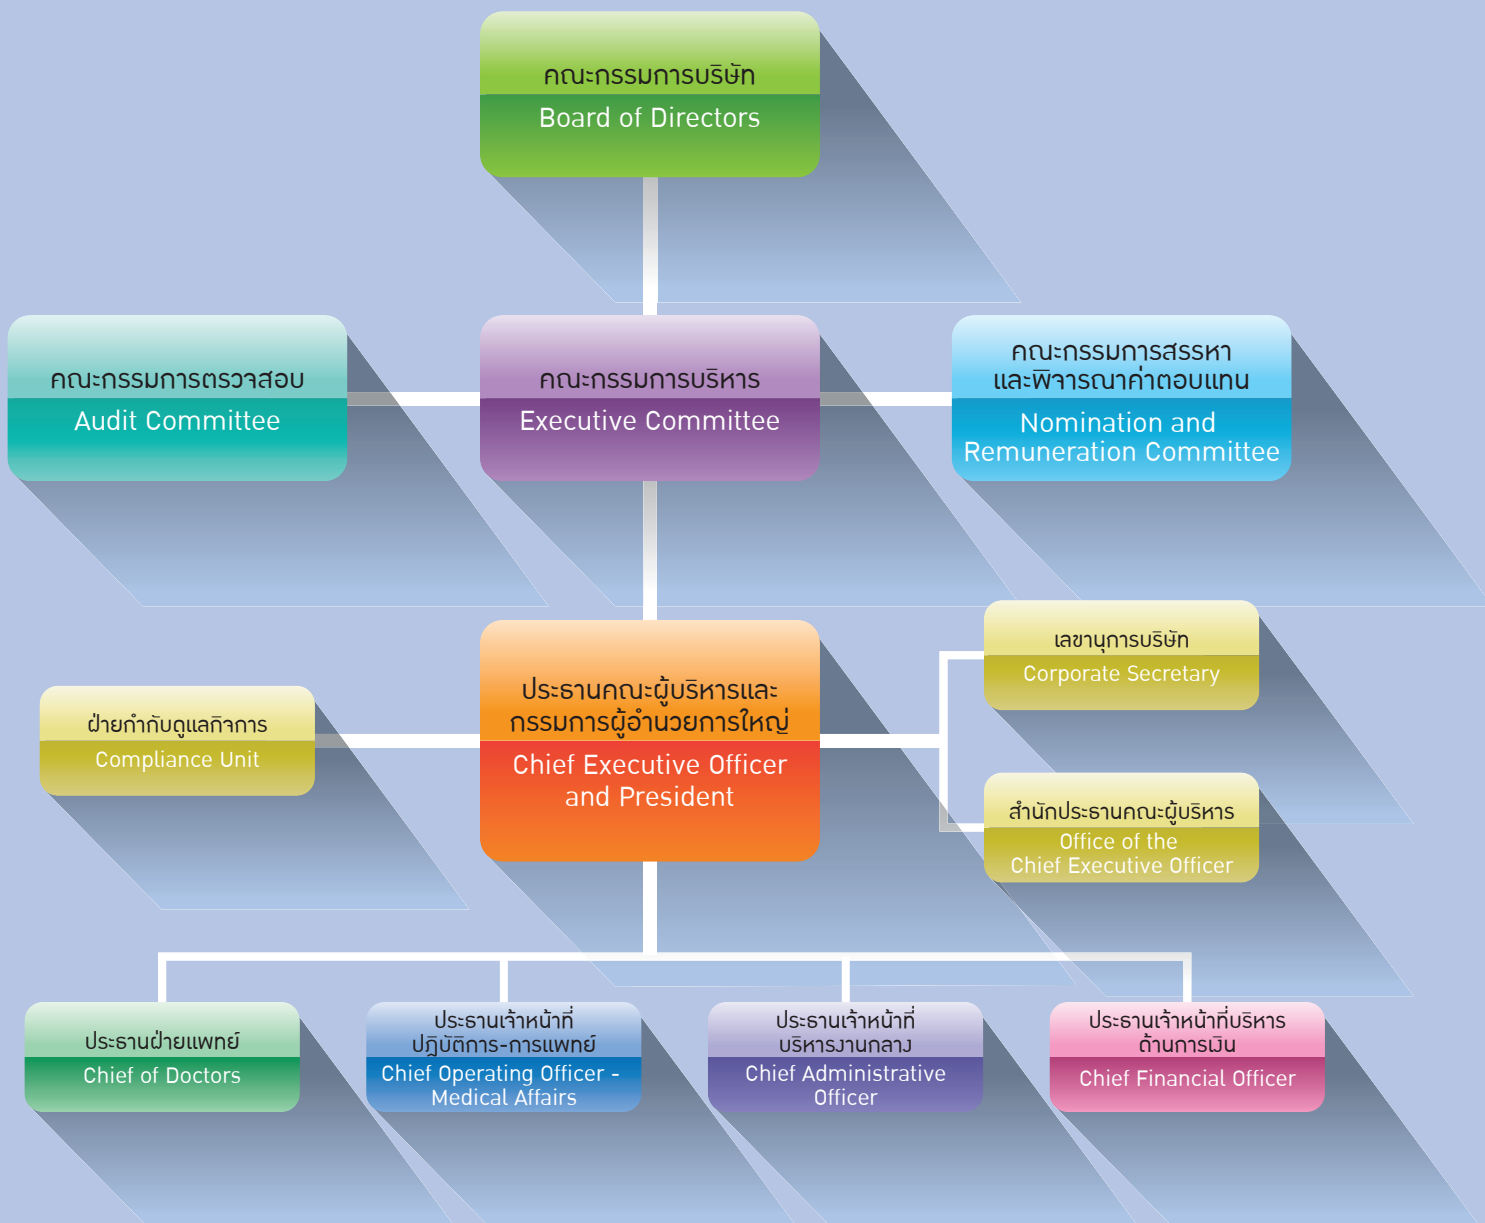 คณะกรรมการบริษัท
Board of Directors
คณะกรรมการตรวจสอบ
Audit Committee
คณะกรรมการบริหาร
Executive Committee
คณะกรรมการสรรหา
และพิจารณาค่าตอบแทน
Nomination and
Remuneration Committee
ประธานคณะผู้บริหารและ
กรรมการผู้อำนวยการใหญ่
Chief Executive Officer
and President
ฝ่ายกำกับดูแลกิจการ
Compliance Unit
เลขานุการบริษัท
Corporate Secretary
สำนักประธานคณะผู้บริหาร
Office of the
Chief Executive Officer
ประธานฝ่ายแพทย์
Chief of Doctors
ประธานเจ้าหน้าที่
ปฏิบัติการ-การแพทย์
Chief Operating Officer -
Medical Affairs
ประธานเจ้าหน้าที่
บริหารงานกลาง
Chief Administrative
Officer
ประธานเจ้าหน้าที่บริหาร
ด้านการเงิน
Chief Financial Officer